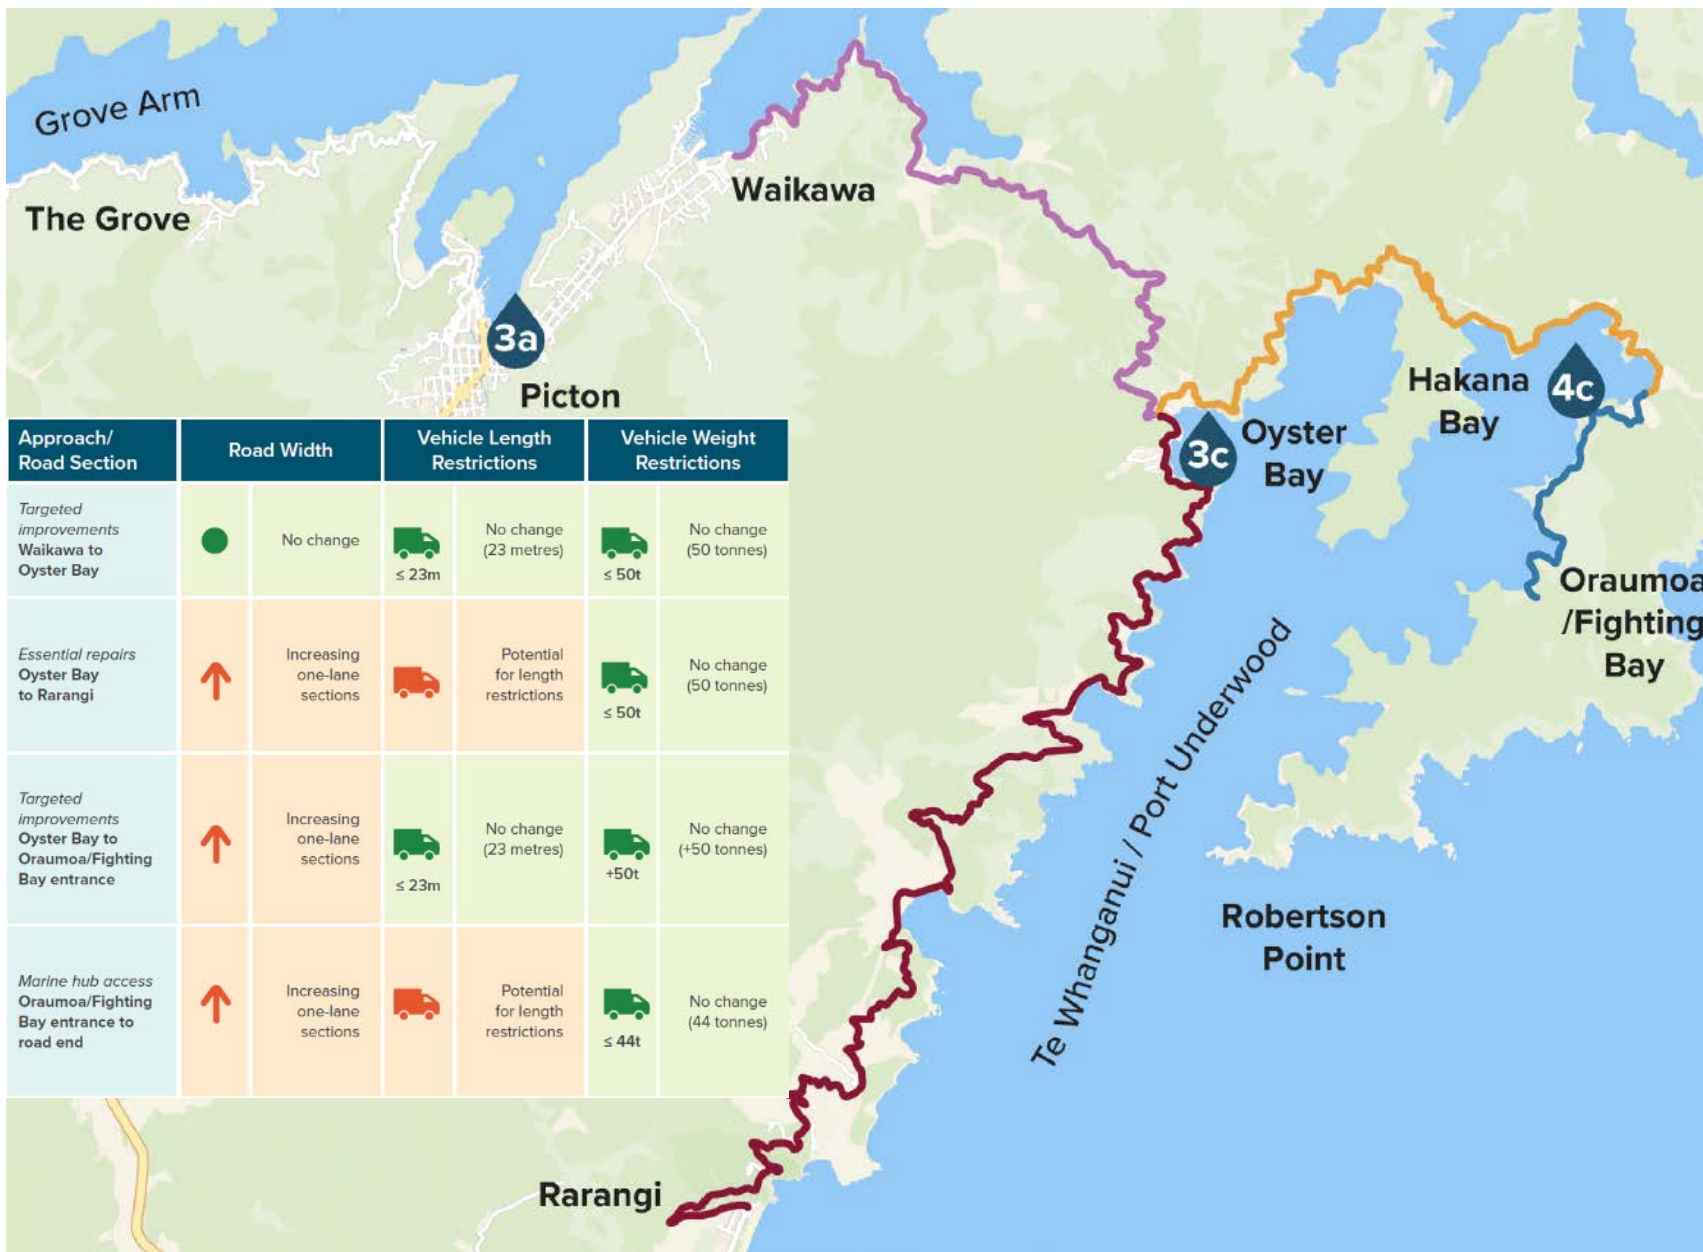 Grove Arm
The Grove
Waikawa
3a
Picton
Hakana
Bay
4c
Oyster
Bay
3c
Oraumoa
/Fighting
Bay
Te Whanganui / Port Underwood
Robertson
Point
Rarangi
Approach/
Road Section
Road Width
Vehicle Length
Restrictions
Vehicle Weight
Restrictions
Targeted
improvements
Waikawa to
Oyster Bay
No change
≤ 23m
No change
(23 metres)
≤ 50t
No change
(50 tonnes)
Essential repairs
Oyster Bay
to Rarangi
Increasing
one-lane
sections
Potential
for length
restrictions
≤ 50t
No change
(50 tonnes)
Targeted
improvements
Oyster Bay to
Oraumoa/Fighting
Bay entrance
Increasing
one-lane
sections
≤ 23m
No change
(23 metres)
+50t
No change
(+50 tonnes)
Marine hub access
Oraumoa/Fighting
Bay entrance to
road end
Increasing
one-lane
sections
Potential
for length
restrictions
≤ 44t
No change
(44 tonnes)